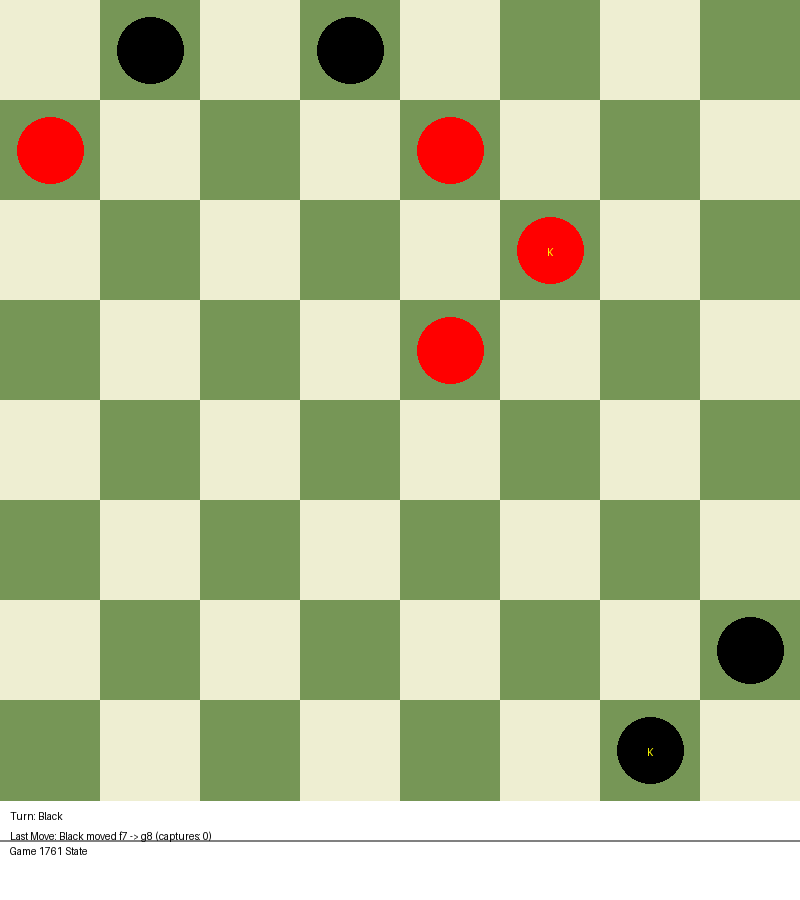 K
K
Turn: Black
Last Move: Black moved f7 -> g8 (captures: 0)
Game 1761 State